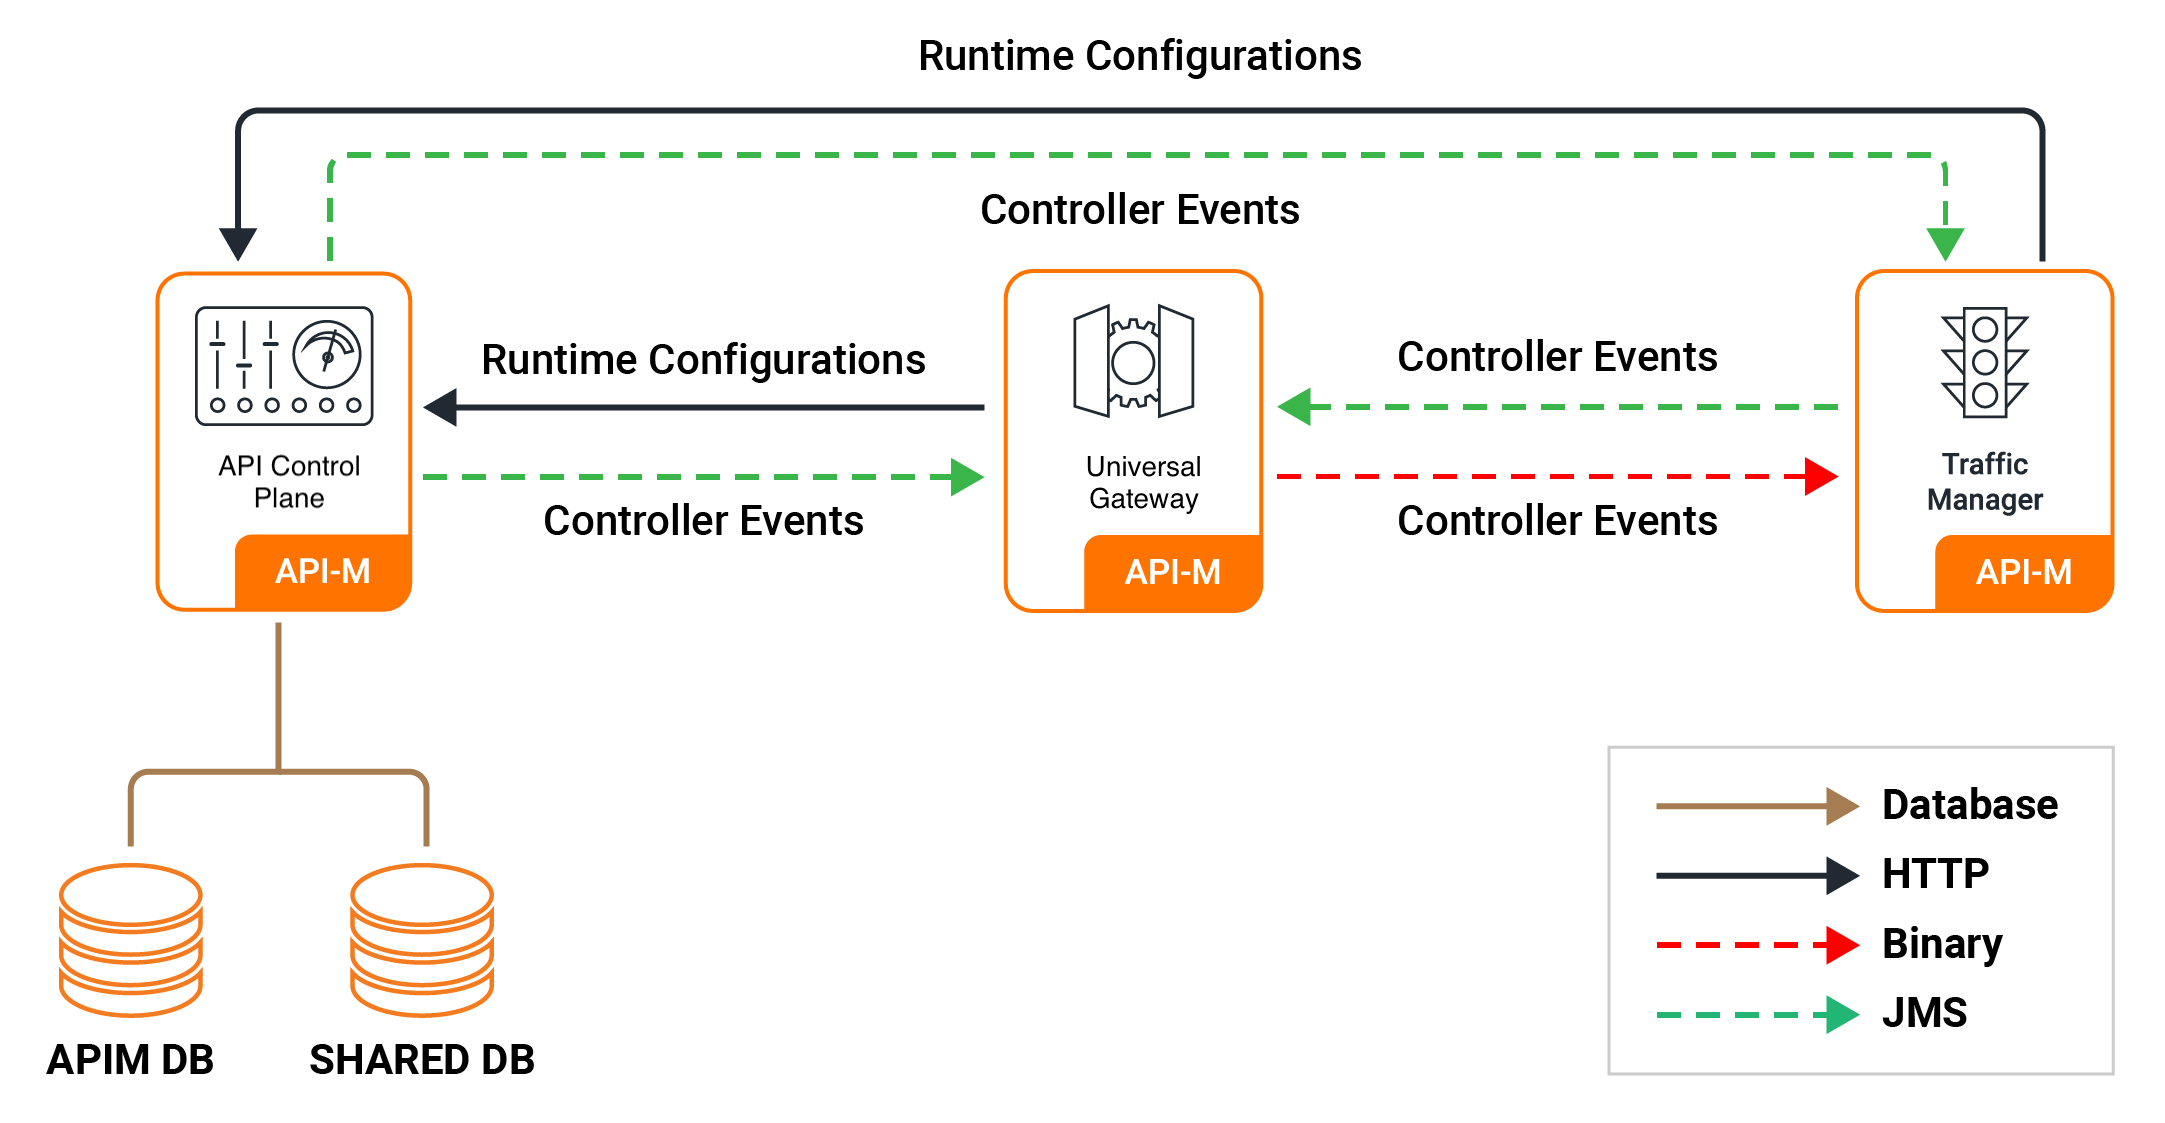 Runtime Configurations
Controller Events
Runtime Configurations
Controller Events
API Control
Plane
API-M
Universal
Gateway
API-M
Controller Events
Controller Events
Traffic
Manager
API-M
APIM DB
SHARED DB
Database
HTTP
Binary
JMS